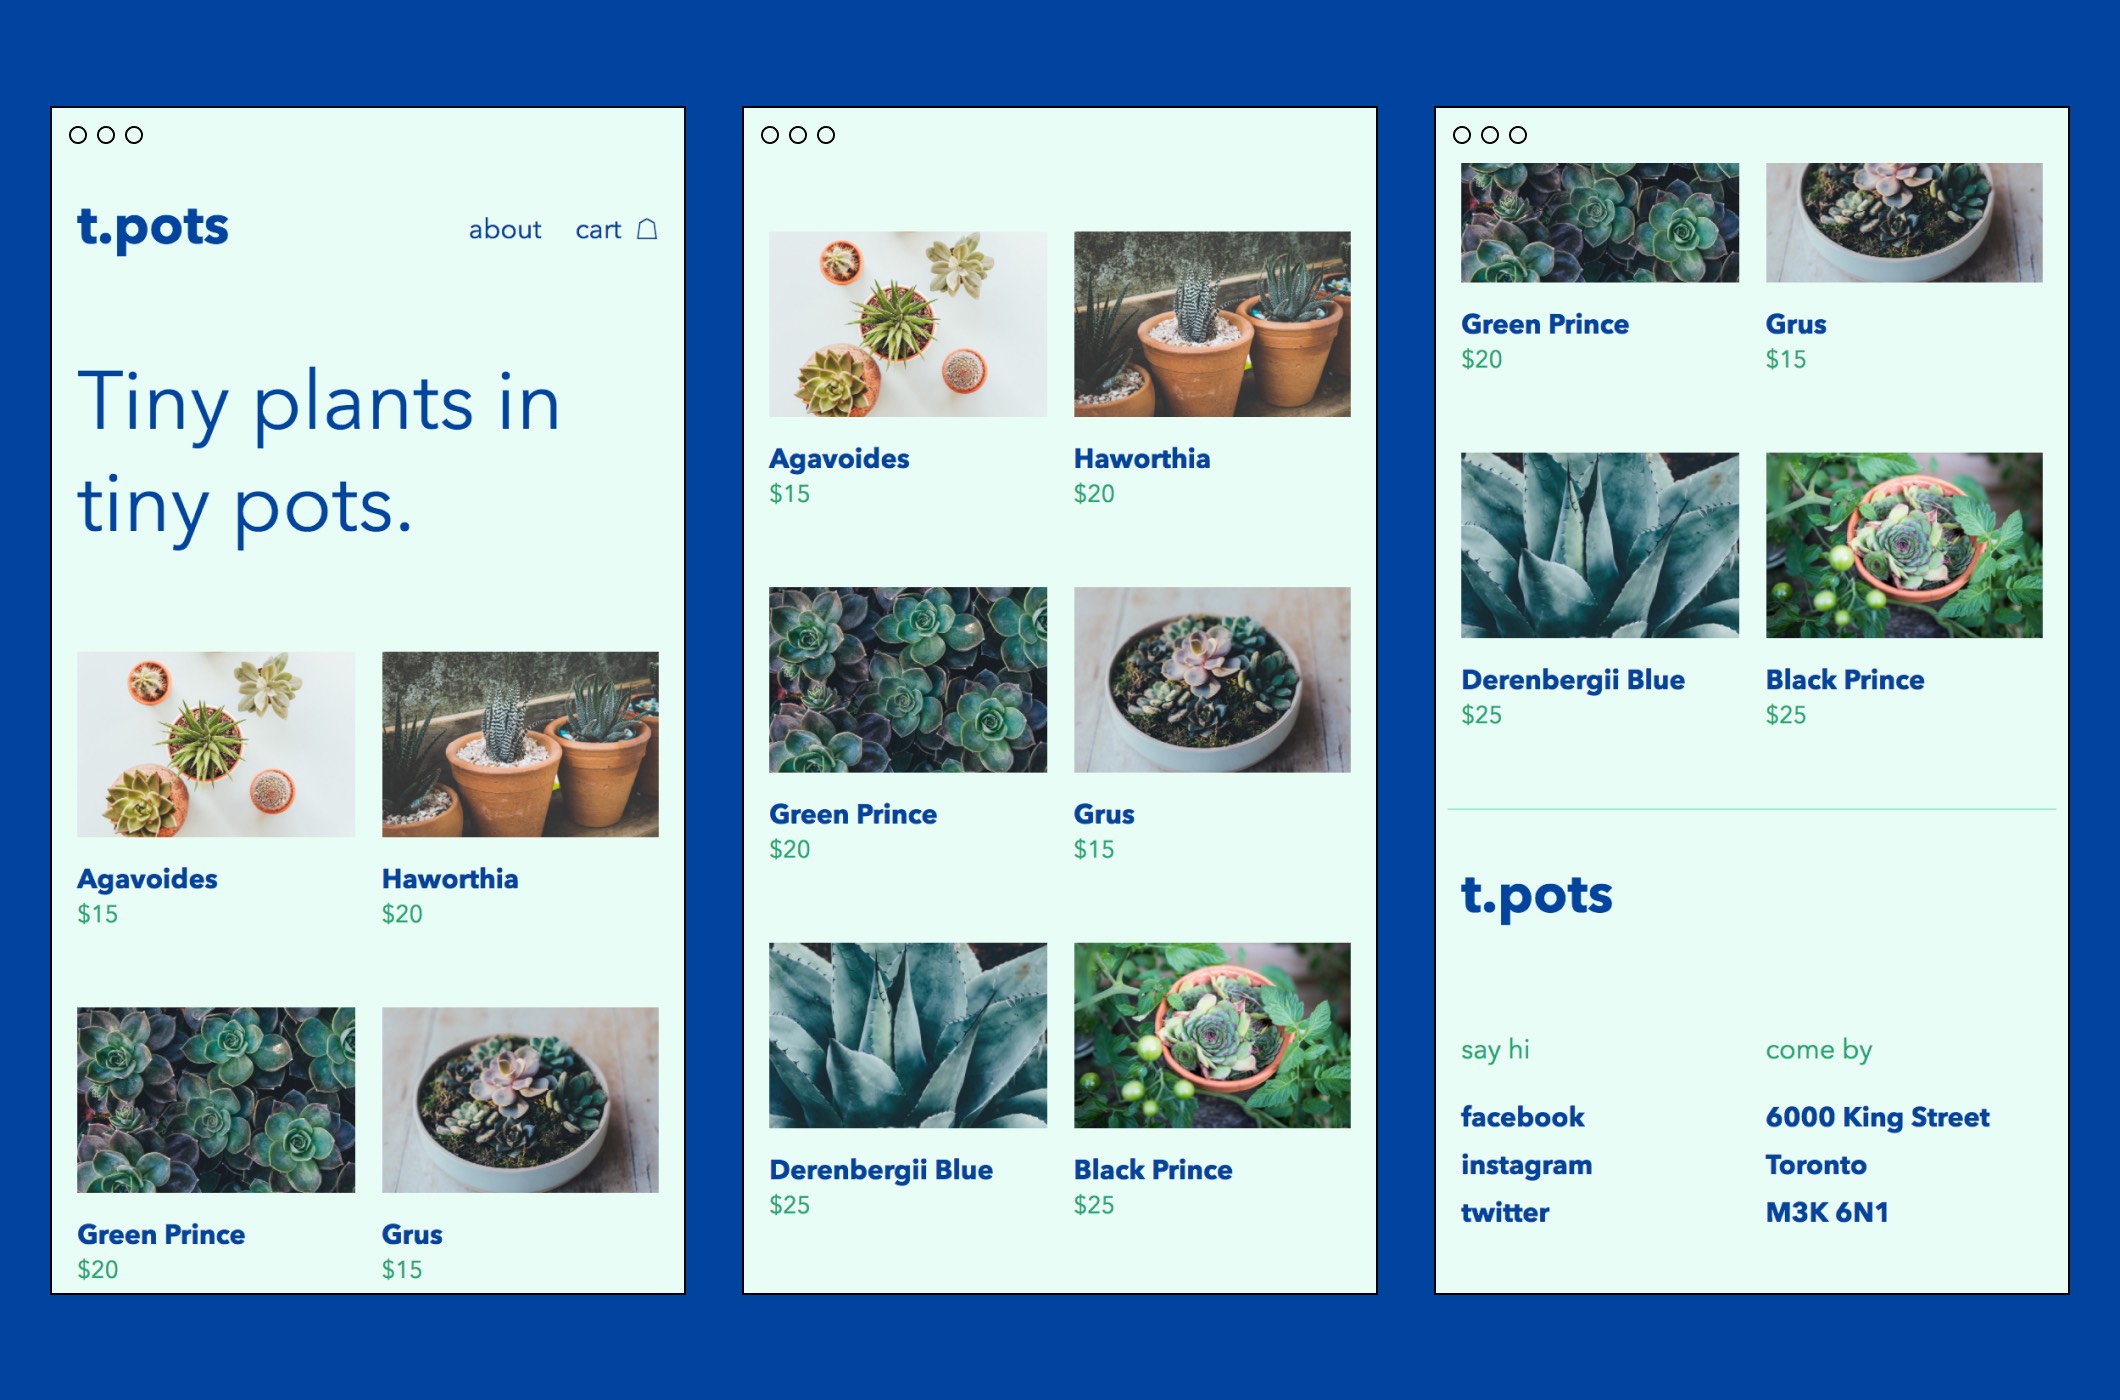 t.pots
about cart
Tiny plants in
tiny pots.
Agavoides
$15
Haworthia
$20
Green Prince
$20
Grus
$15
Agavoides
$15
Haworthia
$20
Green Prince
$20
Grus
$15
Derenbergii Blue
$25
Black Prince
$25
Green Prince
$20
Grus
$15
Derenbergii Blue
$25
Black Prince
$25
t.pots
say hi
facebook
instagram
twitter
come by
6000 King Street
Toronto
M3K 6N1